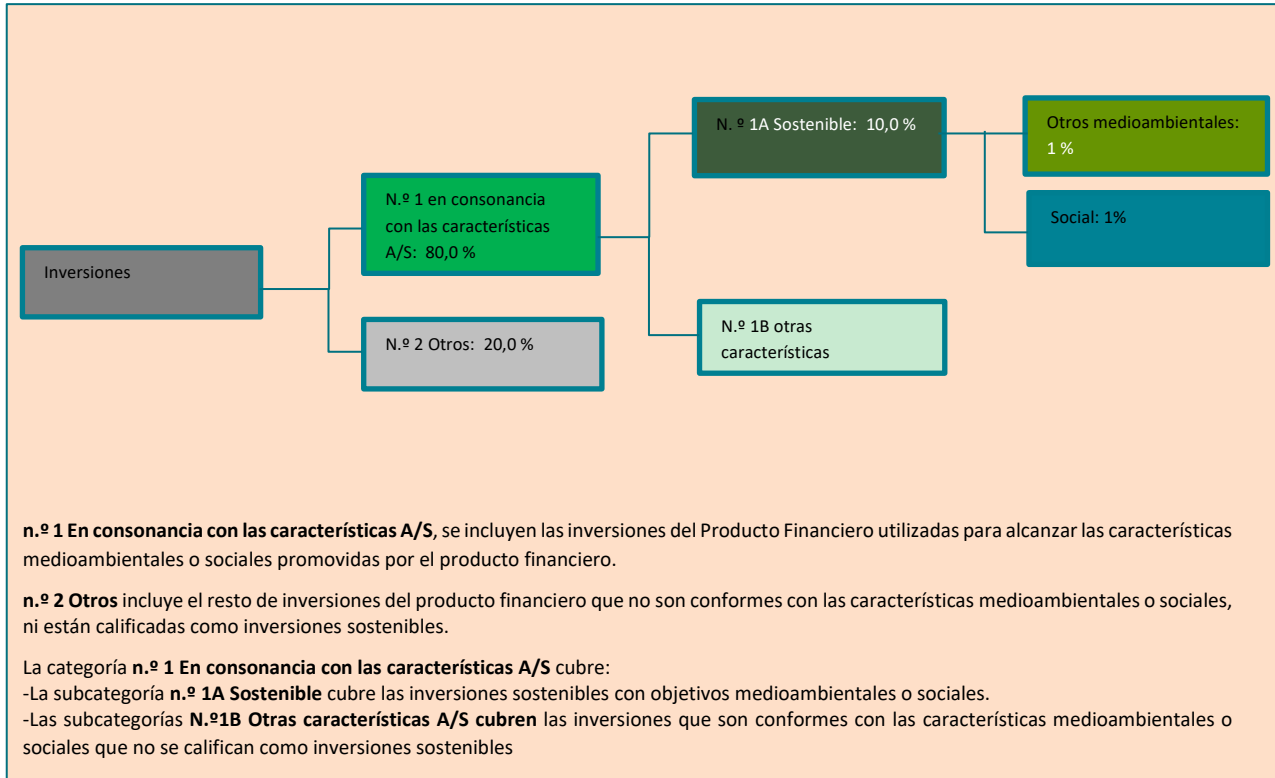 N. º 1A Sostenible: 10,0 %
Otros medioambientales:
1 %
N.º 1 en consonancia
con las características
A/S: 80,0 %
Social: 1%
Inversiones
N.º 2 Otros: 20,0 %
N.º 1B otras
características
n.º 1 En consonancia con las características A/S, se incluyen las inversiones del Producto Financiero utilizadas para alcanzar las características
medioambientales o sociales promovidas por el producto financiero.
n.º 2 Otros incluye el resto de inversiones del producto financiero que no son conformes con las características medioambientales o sociales,
ni están calificadas como inversiones sostenibles.
La categoría n.º 1 En consonancia con las características A/S cubre:
-La subcategoría n.º 1A Sostenible cubre las inversiones sostenibles con objetivos medioambientales o sociales.
-Las subcategorías N.º1B Otras características A/S cubren las inversiones que son conformes con las características medioambientales o
sociales que no se califican como inversiones sostenibles